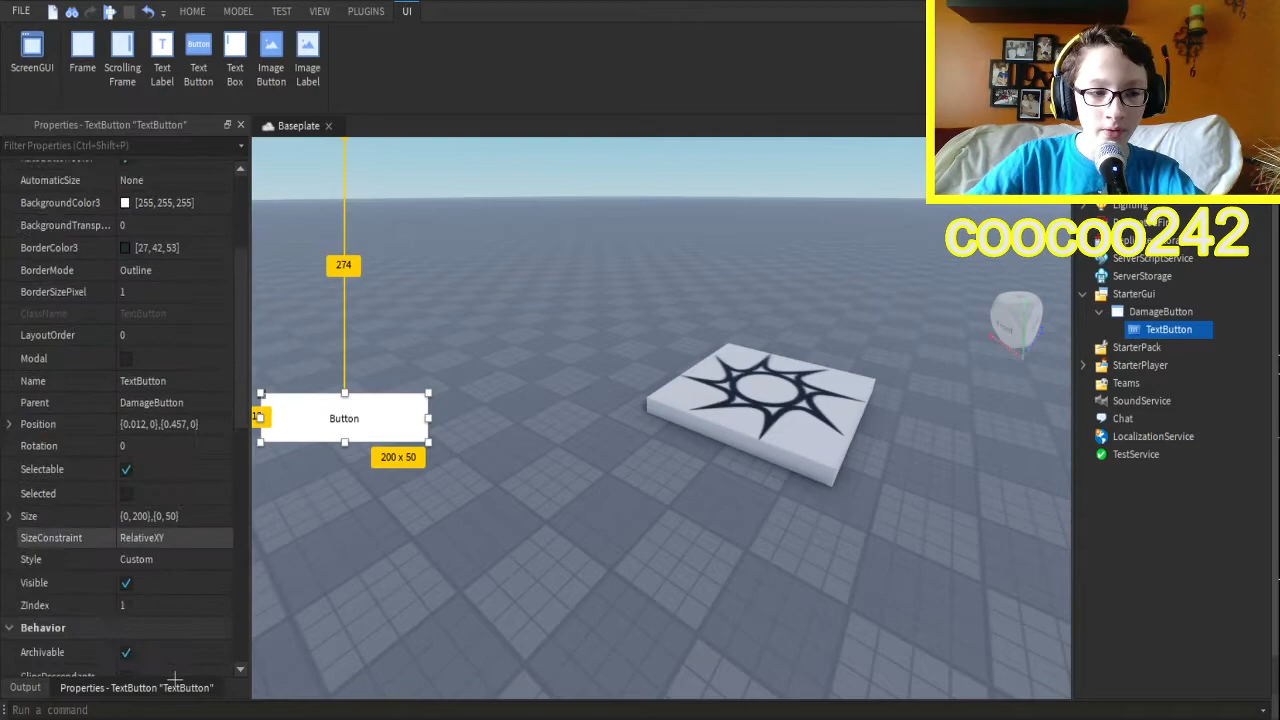 FILE HOME MODEL TEST VIEW PLUGINS UI
ScreenGUI
Frame
Scrolling
Frame
Text
Label
Button
Text
Button
Text
Box
Image
Button
Image
Label
Properties - TextButton "TextButton"
Filter Properties (Ctrl+Shift+P)
AutomaticSize None
BackgroundColor3 [255,255,255]
BackgroundTransp... 0
BorderColor3 [27,42,53]
BorderMode Outline
BorderSizePixel 1
ClassName TextButton
LayoutOrder 0
Modal
Name TextButton
Parent DamageButton
Position {0.012, 0},{0.457, 0}
Rotation 0
Selectable
Selected
Size {0, 200},{0, 50}
SizeConstraint RelativeXY
Style Custom
Visible
ZIndex 1
Behavior
Archivable
Output
Properties - TextButton "TextButton"
Run a command
Baseplate
274
Button
200 x 50
coocoo242
Lighting
ServerScriptService
ServerStorage
StarterGui
DamageButton
TextButton
StarterPack
StarterPlayer
Teams
SoundService
Chat
LocalizationService
TestService